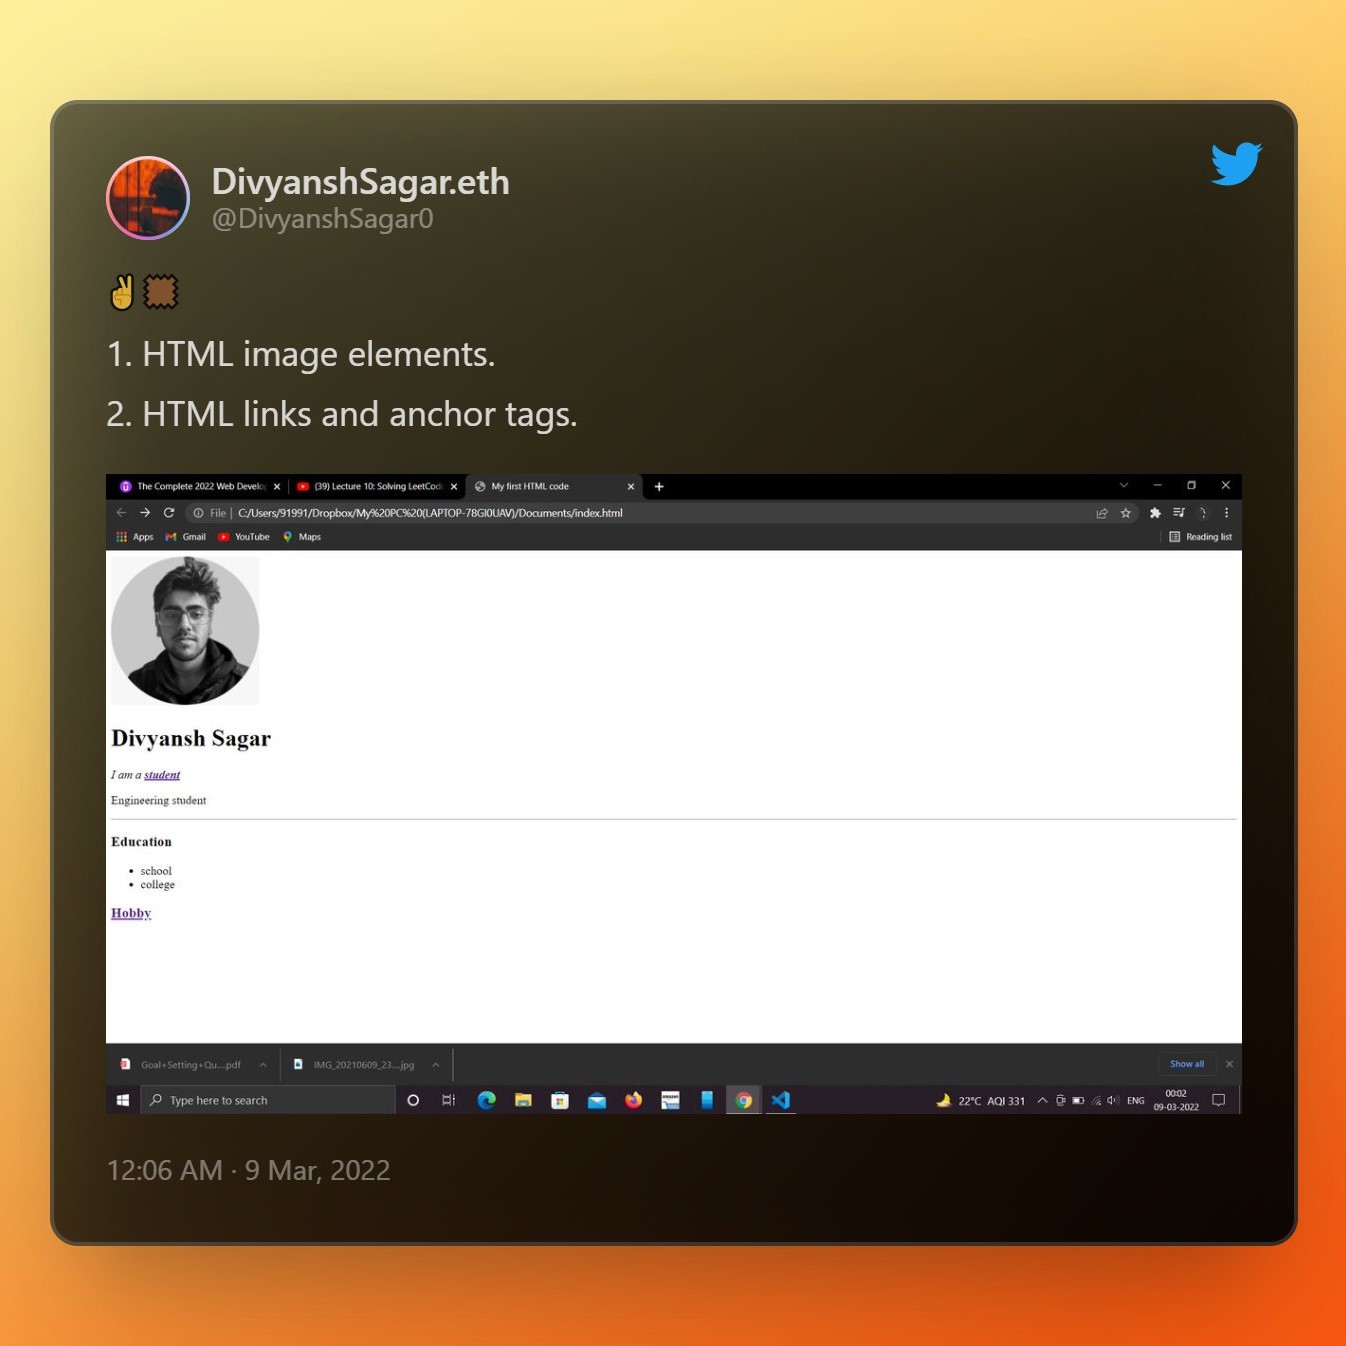 DivyanshSagar.eth
@DivyanshSagar0
✌🟫
1. HTML image elements.
2. HTML links and anchor tags.
The Complete 2022 Web Develo
(39) Lecture 10: Solving LeetCod
My first HTML code
File | C:/Users/91991/Dropbox/My%20PC%20(LAPTOP-78GI0UAV)/Documents/index.html
Apps Gmail YouTube Maps Reading list
Divyansh Sagar
I am a student
Engineering student
Education
• school
• college
Hobby
Goal+Setting+Qu....pdf IMG_20210609_23....jpg Show all
Type here to search
22°C AQI 331 ENG
00:02
09-03-2022
12:06 AM · 9 Mar, 2022